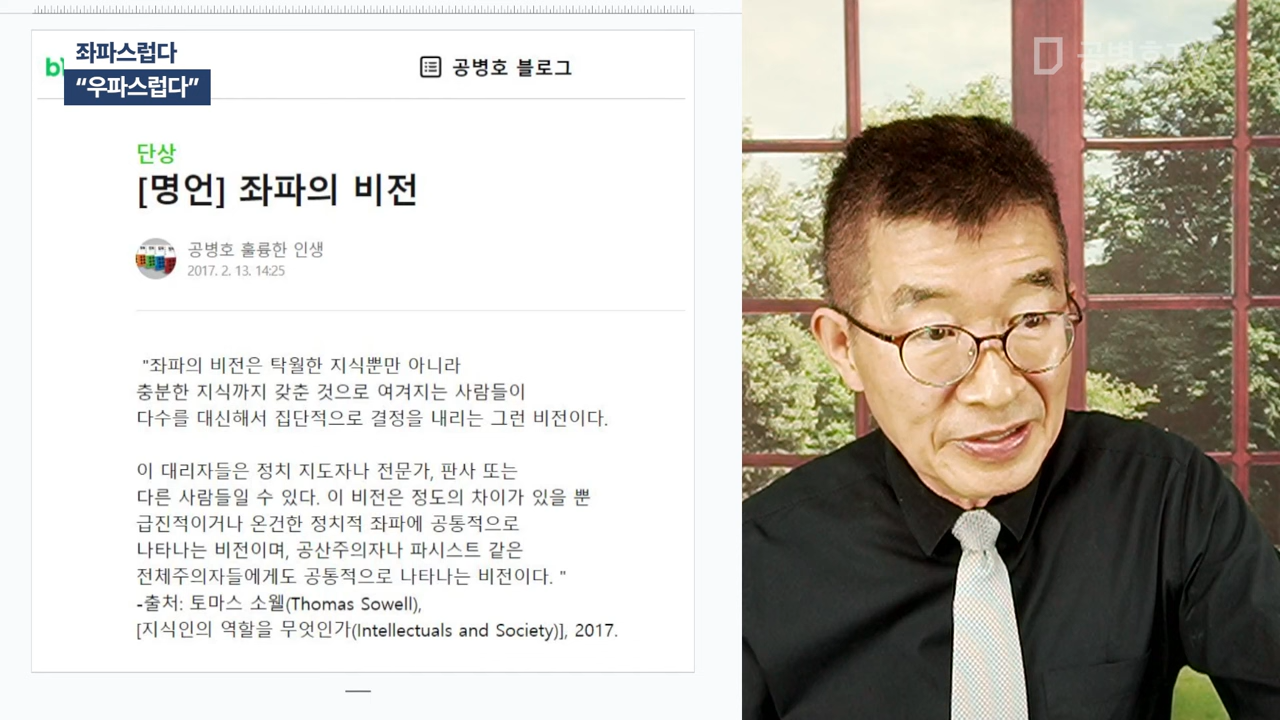 좌파스럽다
“우파스럽다”
공병호 블로그
단상
[명언] 좌파의 비전
공병호 훌륭한 인생
2017. 2. 13. 14:25
"좌파의 비전은 탁월한 지식뿐만 아니라
충분한 지식까지 갖춘 것으로 여겨지는 사람들이
다수를 대신해서 집단적으로 결정을 내리는 그런 비전이다.
이 대리자들은 정치 지도자나 전문가, 판사 또는
다른 사람들일 수 있다. 이 비전은 정도의 차이가 있을 뿐
급진적이거나 온건한 정치적 좌파에 공통적으로
나타나는 비전이며, 공산주의자나 파시스트 같은
전체주의자들에게도 공통적으로 나타나는 비전이다. "
-출처: 토마스 소웰(Thomas Sowell),
[지식인의 역할을 무엇인가(Intellectuals and Society)], 2017.